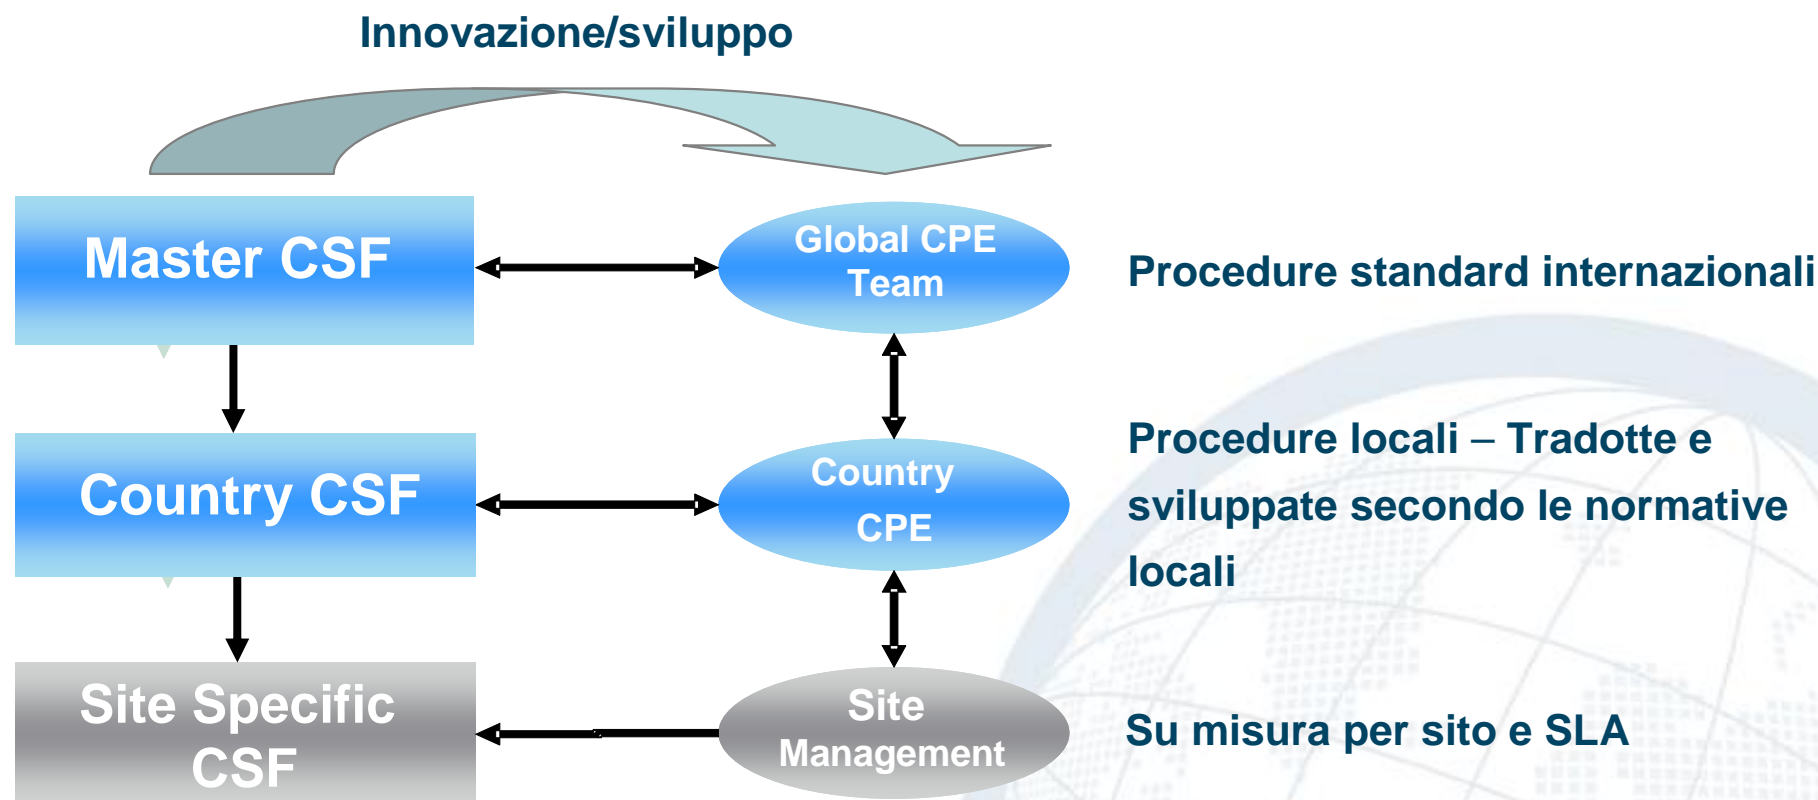 Innovazione/sviluppo
Master CSF
Global CPE
Team
Procedure standard internazionali
Country CSF
Country
CPE
Procedure locali – Tradotte e
sviluppate secondo le normative
locali
Site Specific
CSF
Site
Management
Su misura per sito e SLA